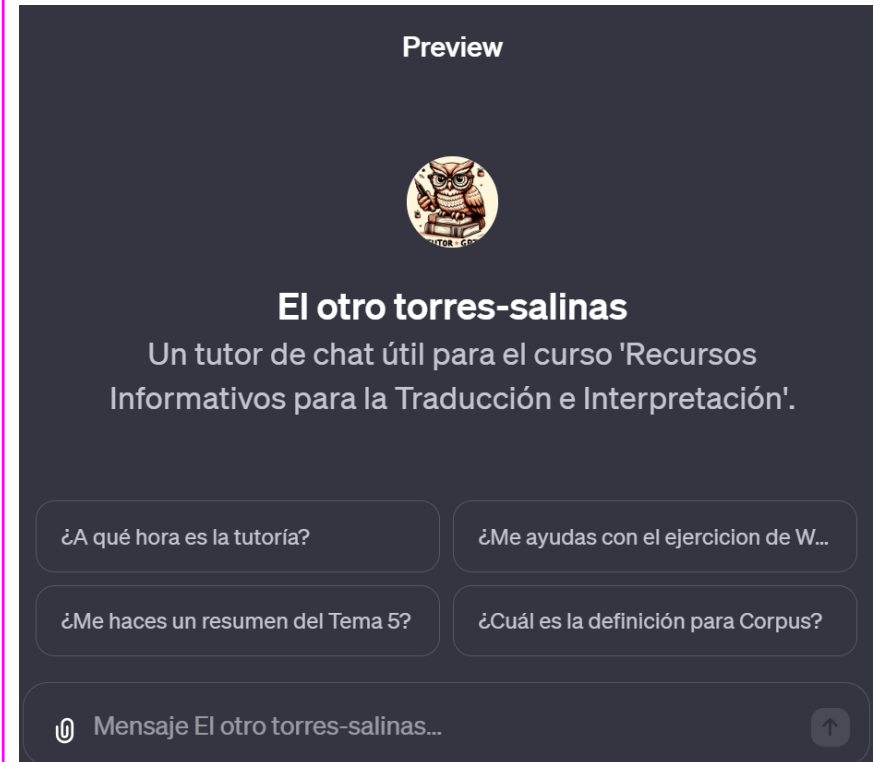 Preview
TUTOR GPT
El otro torres-salinas
Un tutor de chat útil para el curso 'Recursos
Informativos para la Traducción e Interpretación'.
¿A qué hora es la tutoría?
¿Me ayudas con el ejercicion de W...
¿Me haces un resumen del Tema 5?
¿Cuál es la definición para Corpus?
Mensaje El otro torres-salinas...